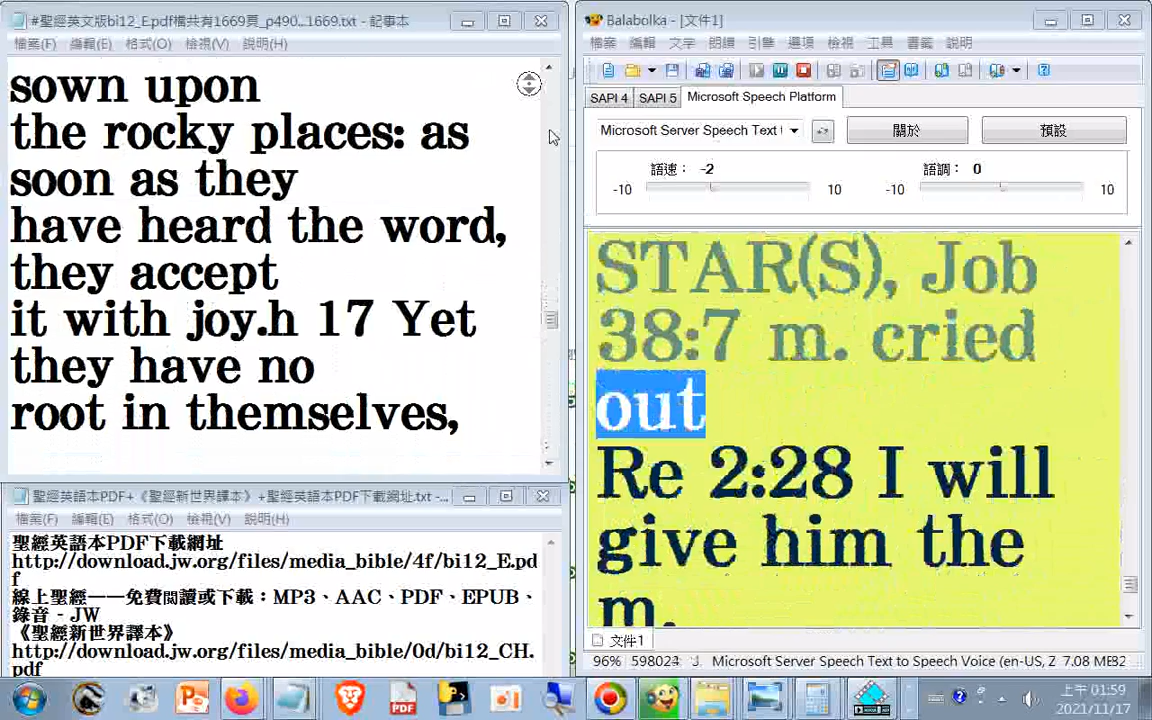 #聖經英文版bi12_E.pdf檔共有1669頁_p490...1669.txt - 記事本
檔案(F) 編輯(E) 格式(O) 檢視(V) 說明(H)
sown upon
the rocky places: as
soon as they
have heard the word,
they accept
it with joy.h 17 Yet
they have no
root in themselves,
聖經英語本PDF+《聖經新世界譯本》+聖經英語本PDF下載網址.txt -...
檔案(F) 編輯(E) 格式(O) 檢視(V) 說明(H)
聖經英語本PDF下載網址
http://download.jw.org/files/media_bible/4f/bi12_E.pd
f
線上聖經——免費閱讀或下載：MP3、AAC、PDF、EPUB、
錄音 - JW
《聖經新世界譯本》
http://download.jw.org/files/media_bible/0d/bi12_CH.
pdf
Balabolka - [文件1]
檔案 編輯 文字 朗讀 引擎 選項 檢視 工具 書籤 說明
SAPI 4 SAPI 5 Microsoft Speech Platform
Microsoft Server Speech Text 關於 預設
語速： -2 語調： 0
-10 10 -10 10
STAR(S), Job
38:7 m. cried
out
Re 2:28 I will
give him the
m.
文件1
96% Microsoft Server Speech Text to Speech Voice (en-US, Z 7.08 MB
PDF
上午 01:59
2021/11/17